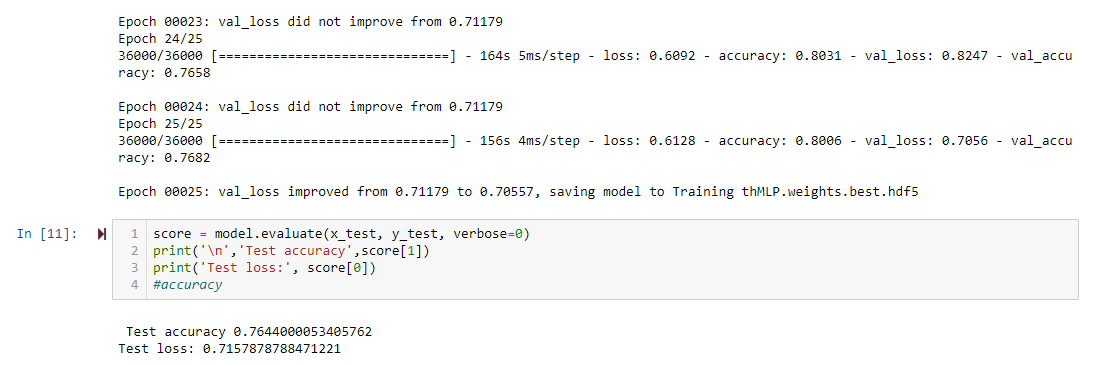 Epoch 00023: val_loss did not improve from 0.71179
Epoch 24/25
36000/36000 [==============================] - 164s 5ms/step - loss: 0.6092 - accuracy: 0.8031 - val_loss: 0.8247 - val_accu
racy: 0.7658
Epoch 00024: val_loss did not improve from 0.71179
Epoch 25/25
36000/36000 [==============================] - 156s 4ms/step - loss: 0.6128 - accuracy: 0.8006 - val_loss: 0.7056 - val_accu
racy: 0.7682
Epoch 00025: val_loss improved from 0.71179 to 0.70557, saving model to Training thMLP.weights.best.hdf5
In [11]: 1 score = model.evaluate(x_test, y_test, verbose=0)
2 print('\n','Test accuracy',score[1])
3 print('Test loss:', score[0])
4 #accuracy
Test accuracy 0.7644000053405762
Test loss: 0.7157878788471221